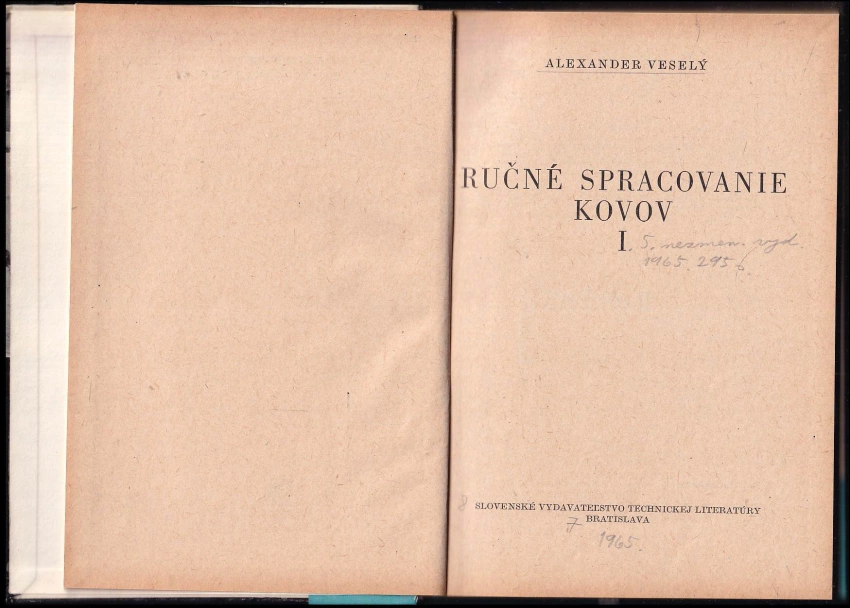 ALEXANDER VESELÝ
RUČNÉ SPRACOVANIE
KOVOV
I. 5. nezmen. vyd.
1965. 295
SLOVENSKÉ VYDAVATEĽSTVO TECHNICKEJ LITERATÚRY
BRATISLAVA
1965.